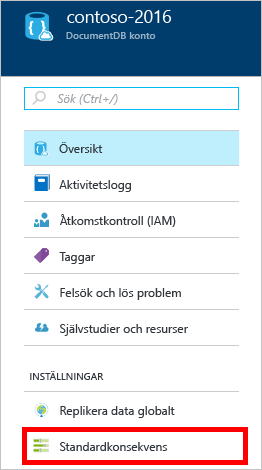 contoso-2016
DocumentDB konto
Sök (Ctrl+/)
Översikt
Aktivitetslogg
Åtkomstkontroll (IAM)
Taggar
Felsök och lös problem
Självstudier och resurser
INSTÄLLNINGAR
Replikera data globalt
Standardkonsekvens